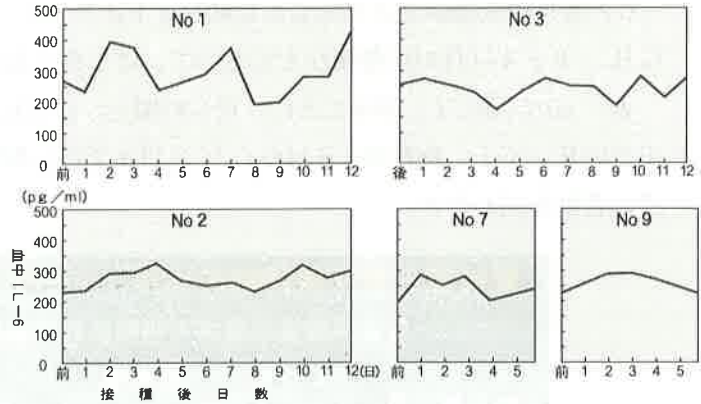 No 1
500
400
300
200
100
0
前 1 2 3 4 5 6 7 8 9 10 11 12
No 3
後 1 2 3 4 5 6 7 8 9 10 11 12
(pg/ml)
血中IL-6
No 2
500
400
300
200
100
0
前 1 2 3 4 5 6 7 8 9 10 11 12(日)
接種後日数
No 7
前 1 2 3 4 5
No 9
前 1 2 3 4 5